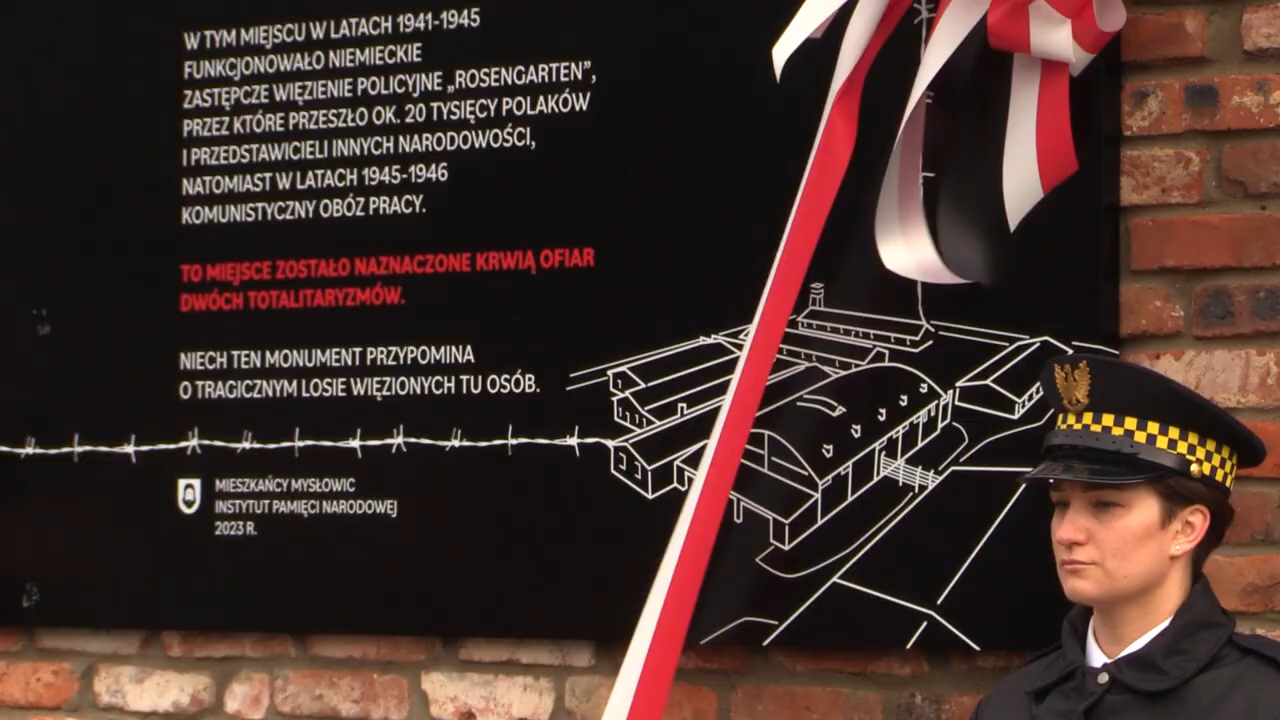 W TYM MIEJSCU W LATACH 1941-1945
FUNKCJONOWAŁO NIEMIECKIE
ZASTĘPCZE WIĘZIENIE POLICYJNE „ROSENGARTEN”,
PRZEZ KTÓRE PRZESZŁO OK. 20 TYSIĘCY POLAKÓW
I PRZEDSTAWICIELI INNYCH NARODOWOŚCI,
NATOMIAST W LATACH 1945-1946
KOMUNISTYCZNY OBÓZ PRACY.
TO MIEJSCE ZOSTAŁO NAZNACZONE KRWIĄ OFIAR
DWÓCH TOTALITARYZMÓW.
NIECH TEN MONUMENT PRZYPOMINA
O TRAGICZNYM LOSIE WIĘZIONYCH TU OSÓB.
MIESZKAŃCY MYSŁOWIC
INSTYTUT PAMIĘCI NARODOWEJ
2023 R.